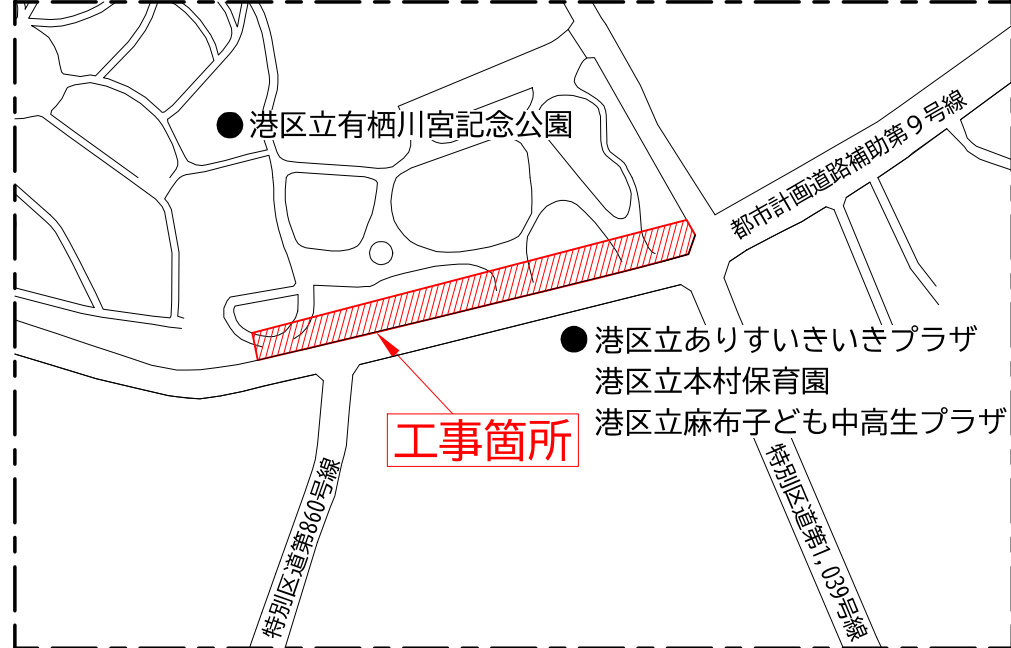 ●港区立有栖川宮記念公園
都市計画道路補助第９号線
●港区立ありすいきいきプラザ
港区立本村保育園
港区立麻布子ども中高生プラザ
工事箇所
特別区道第860号線
特別区道第1,039号線